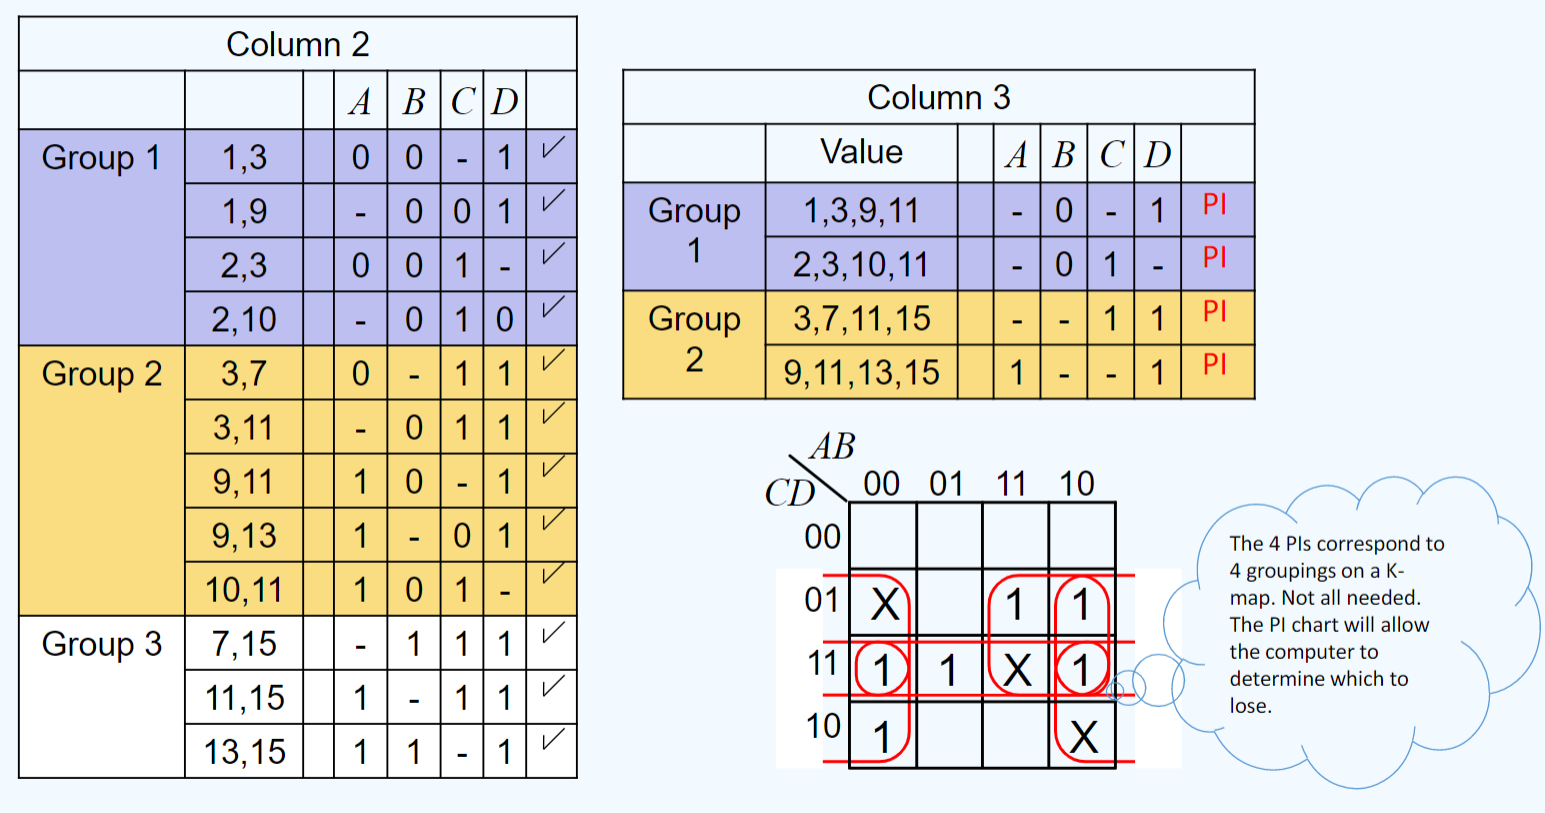 Column 2
A B C D
Group 1 1,3 0 0 - 1 ✓
1,9 - 0 0 1 ✓
2,3 0 0 1 - ✓
2,10 - 0 1 0 ✓
Group 2 3,7 0 - 1 1 ✓
3,11 - 0 1 1 ✓
9,11 1 0 - 1 ✓
9,13 1 - 0 1 ✓
10,11 1 0 1 - ✓
Group 3 7,15 - 1 1 1 ✓
11,15 1 - 1 1 ✓
13,15 1 1 - 1 ✓
Column 3
Value A B C D
Group
1
1,3,9,11 - 0 - 1 PI
2,3,10,11 - 0 1 - PI
Group
2
3,7,11,15 - - 1 1 PI
9,11,13,15 1 - - 1 PI
AB
CD 00 01 11 10
00
01 X 1 1
11 1 1 X 1
10 1 X
The 4 PIs correspond to
4 groupings on a K-
map. Not all needed.
The PI chart will allow
the computer to
determine which to
lose.